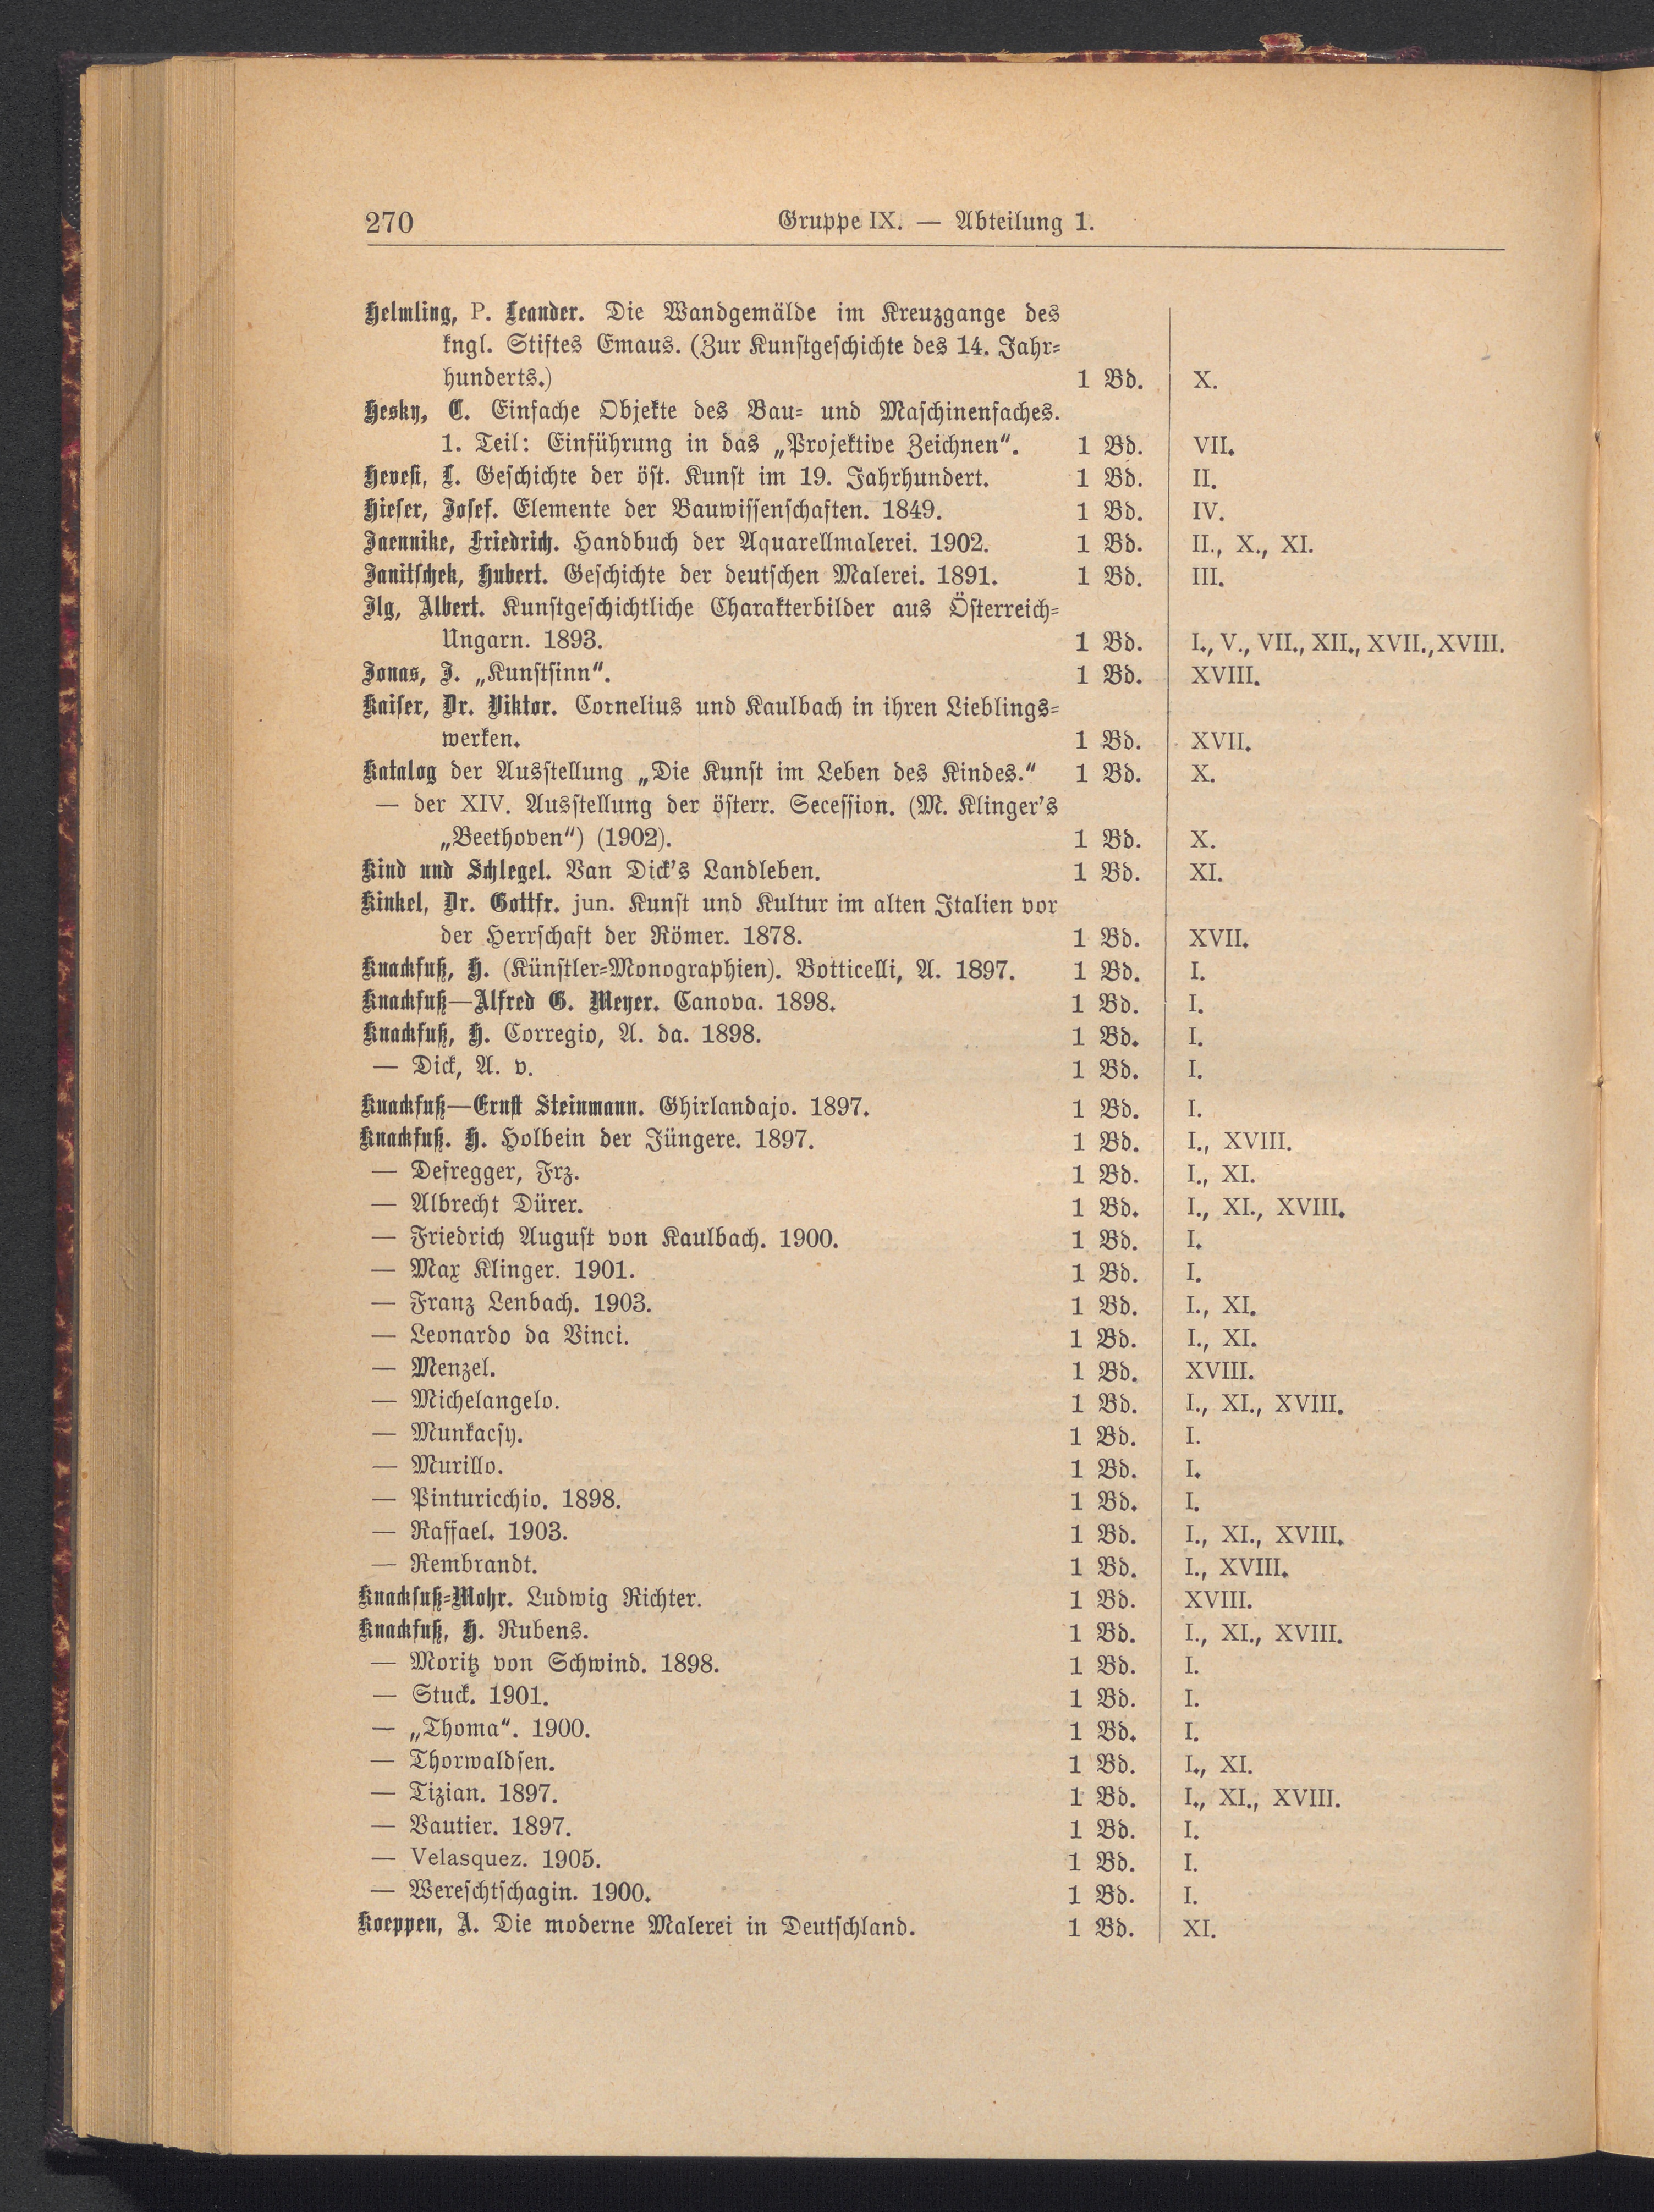 270 Gruppe IX. — Abteilung 1.
Helmling, P. Leander. Die Wandgemälde im Kreuzgange des
kngl. Stiftes Emaus. (Zur Kunstgeschichte des 14. Jahr-
hunderts.) 1 Bd. X.
Hesky, C. Einfache Objekte des Bau- und Maschinenfaches.
1. Teil: Einführung in das „Projektive Zeichnen“. 1 Bd. VII.
Hevesi, L. Geschichte der öst. Kunst im 19. Jahrhundert. 1 Bd. II.
Hieser, Josef. Elemente der Bauwissenschaften. 1849. 1 Bd. IV.
Jaennike, Friedrich. Handbuch der Aquarellmalerei. 1902. 1 Bd. II., X., XI.
Janitschek, Hubert. Geschichte der deutschen Malerei. 1891. 1 Bd. III.
Ilg, Albert. Kunstgeschichtliche Charakterbilder aus Österreich-
Ungarn. 1893. 1 Bd. I., V., VII., XII., XVII., XVIII.
Jonas, J. „Kunstsinn“. 1 Bd. XVIII.
Kaiser, Dr. Viktor. Cornelius und Kaulbach in ihren Lieblings-
werken. 1 Bd. XVII.
Katalog der Ausstellung „Die Kunst im Leben des Kindes.“ 1 Bd. X.
— der XIV. Ausstellung der österr. Secession. (M. Klinger's
„Beethoven“) (1902). 1 Bd. X.
Kind und Schlegel. Van Dick's Landleben. 1 Bd. XI.
Kinkel, Dr. Gottfr. jun. Kunst und Kultur im alten Italien vor
der Herrschaft der Römer. 1878. 1 Bd. XVII.
Knackfuß, H. (Künstler-Monographien). Botticelli, A. 1897. 1 Bd. I.
Knackfuß—Alfred G. Meyer. Canova. 1898. 1 Bd. I.
Knackfuß, H. Corregio, A. da. 1898. 1 Bd. I.
— Dick, A. v. 1 Bd. I.
Knackfuß—Ernst Steinmann. Ghirlandajo. 1897. 1 Bd. I.
Knackfuß. H. Holbein der Jüngere. 1897. 1 Bd. I., XVIII.
— Defregger, Frz. 1 Bd. I., XI.
— Albrecht Dürer. 1 Bd. I., XI., XVIII.
— Friedrich August von Kaulbach. 1900. 1 Bd. I.
— Max Klinger. 1901. 1 Bd. I.
— Franz Lenbach. 1903. 1 Bd. I., XI.
— Leonardo da Vinci. 1 Bd. I., XI.
— Menzel. 1 Bd. XVIII.
— Michelangelo. 1 Bd. I., XI., XVIII.
— Munkacsy. 1 Bd. I.
— Murillo. 1 Bd. I.
— Pinturicchio. 1898. 1 Bd. I.
— Raffael. 1903. 1 Bd. I., XI., XVIII.
— Rembrandt. 1 Bd. I., XVIII.
Knackfuß-Mohr. Ludwig Richter. 1 Bd. XVIII.
Knackfuß, H. Rubens. 1 Bd. I., XI., XVIII.
— Moritz von Schwind. 1898. 1 Bd. I.
— Stuck. 1901. 1 Bd. I.
— „Thoma“. 1900. 1 Bd. I.
— Thorwaldsen. 1 Bd. I., XI.
— Tizian. 1897. 1 Bd. I., XI., XVIII.
— Vautier. 1897. 1 Bd. I.
— Velasquez. 1905. 1 Bd. I.
— Wereschtschagin. 1900. 1 Bd. I.
Koeppen, A. Die moderne Malerei in Deutschland. 1 Bd. XI.